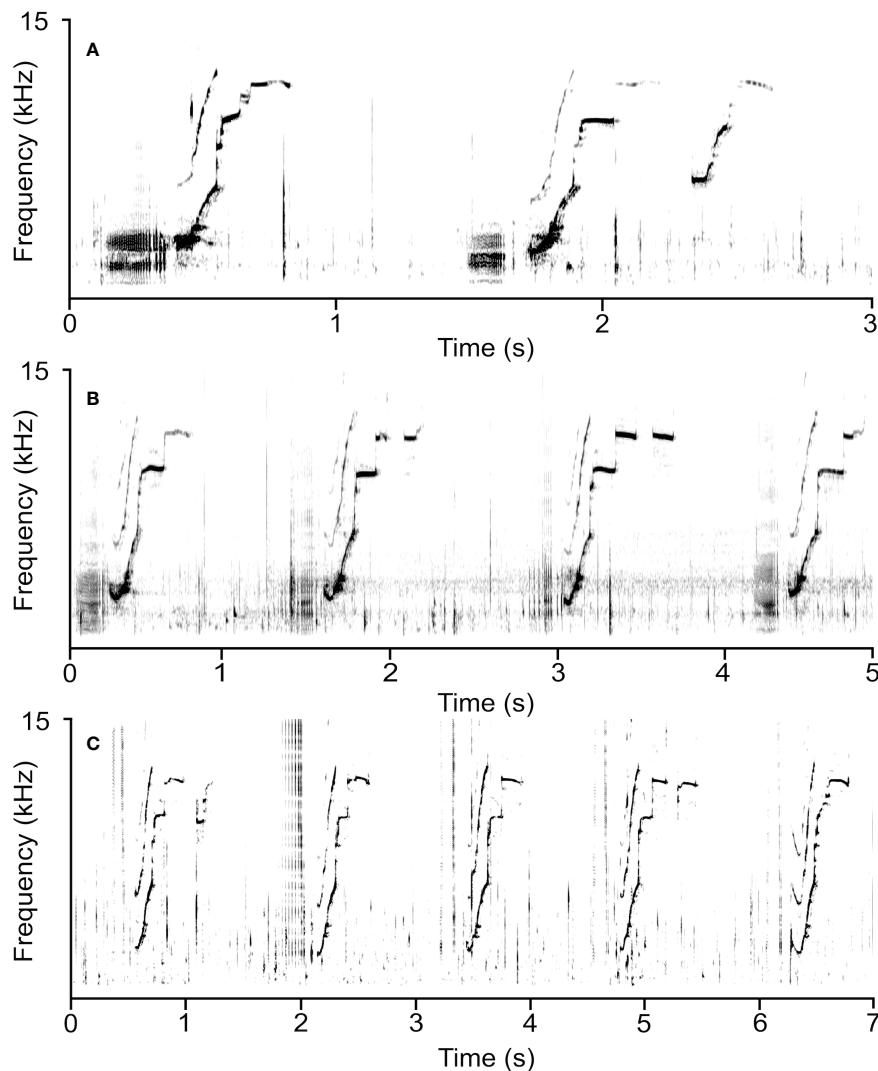 15
A
Frequency (kHz)
0 1 2 3
Time (s)
15
B
Frequency (kHz)
0 1 2 3 4 5
Time (s)
15
C
Frequency (kHz)
0 1 2 3 4 5 6 7
Time (s)